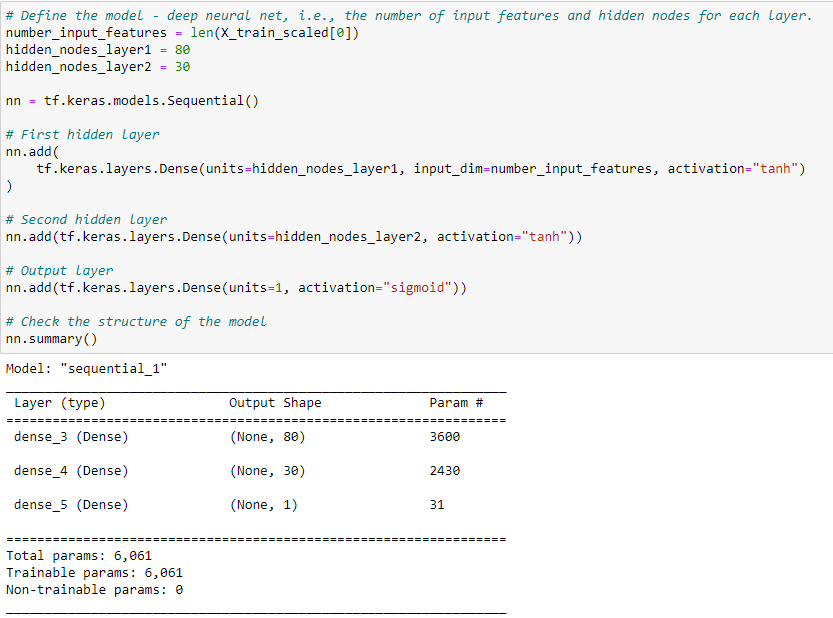 # Define the model - deep neural net, i.e., the number of input features and hidden nodes for each layer.
number_input_features = len(X_train_scaled[0])
hidden_nodes_layer1 = 80
hidden_nodes_layer2 = 30

nn = tf.keras.models.Sequential()

# First hidden layer
nn.add(
    tf.keras.layers.Dense(units=hidden_nodes_layer1, input_dim=number_input_features, activation="tanh")
)

# Second hidden layer
nn.add(tf.keras.layers.Dense(units=hidden_nodes_layer2, activation="tanh"))

# Output layer
nn.add(tf.keras.layers.Dense(units=1, activation="sigmoid"))

# Check the structure of the model
nn.summary()
Model: "sequential_1"
_________________________________________________________________
Layer (type) Output Shape Param #
=================================================================
dense_3 (Dense) (None, 80) 3600
dense_4 (Dense) (None, 30) 2430
dense_5 (Dense) (None, 1) 31
=================================================================
Total params: 6,061
Trainable params: 6,061
Non-trainable params: 0
_________________________________________________________________